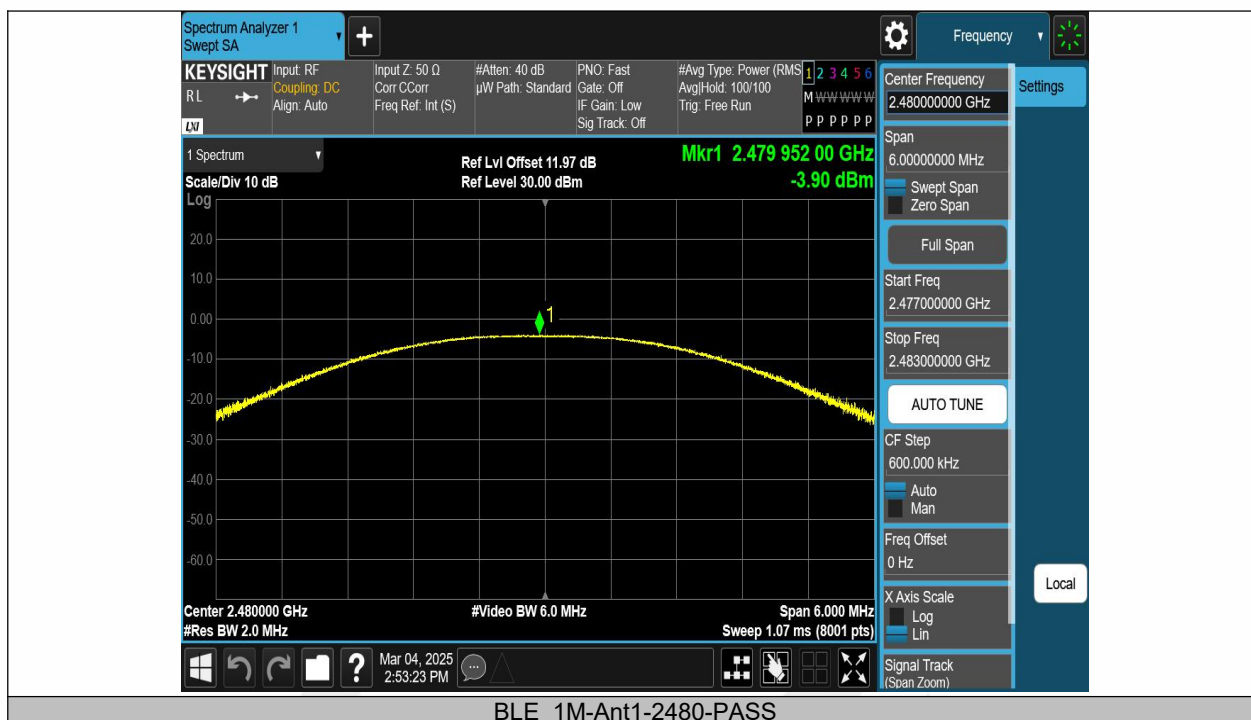 Spectrum Analyzer 1
Swept SA
+
Frequency
KEYSIGHT
RL
LXI
Input: RF
Coupling: DC
Align: Auto
Input Z: 50 Ω
Corr CCorr
Freq Ref: Int (S)
#Atten: 40 dB
µW Path: Standard
PNO: Fast
Gate: Off
IF Gain: Low
Sig Track: Off
#Avg Type: Power (RMS
Avg|Hold: 100/100
Trig: Free Run
1 2 3 4 5 6
M W W W W W
P P P P P P
1 Spectrum
Scale/Div 10 dB
Log
Ref Lvl Offset 11.97 dB
Ref Level 30.00 dBm
Mkr1 2.479 952 00 GHz
-3.90 dBm
20.0
10.0
0.00
-10.0
-20.0
-30.0
-40.0
-50.0
-60.0
1
Center 2.480000 GHz
#Res BW 2.0 MHz
#Video BW 6.0 MHz
Span 6.000 MHz
Sweep 1.07 ms (8001 pts)
?
Mar 04, 2025
2:53:23 PM
Center Frequency
2.480000000 GHz
Span
6.00000000 MHz
Swept Span
Zero Span
Full Span
Start Freq
2.477000000 GHz
Stop Freq
2.483000000 GHz
AUTO TUNE
CF Step
600.000 kHz
Auto
Man
Freq Offset
0 Hz
X Axis Scale
Log
Lin
Signal Track
(Span Zoom)
Settings
Local
BLE_1M-Ant1-2480-PASS